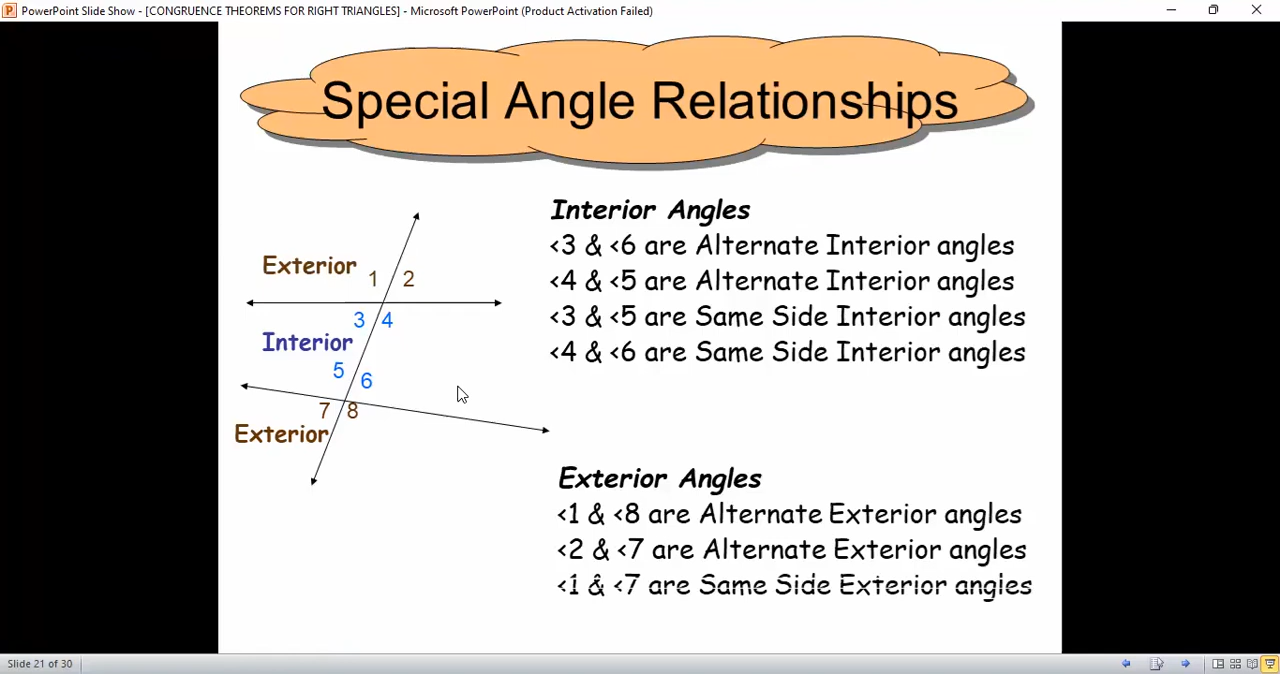 PowerPoint Slide Show - [CONGRUENCE THEOREMS FOR RIGHT TRIANGLES] - Microsoft PowerPoint (Product Activation Failed)
Special Angle Relationships
Exterior
1
2
3
4
Interior
5
6
7
8
Exterior
Interior Angles
<3 & <6 are Alternate Interior angles
<4 & <5 are Alternate Interior angles
<3 & <5 are Same Side Interior angles
<4 & <6 are Same Side Interior angles
Exterior Angles
<1 & <8 are Alternate Exterior angles
<2 & <7 are Alternate Exterior angles
<1 & <7 are Same Side Exterior angles
Slide 21 of 30